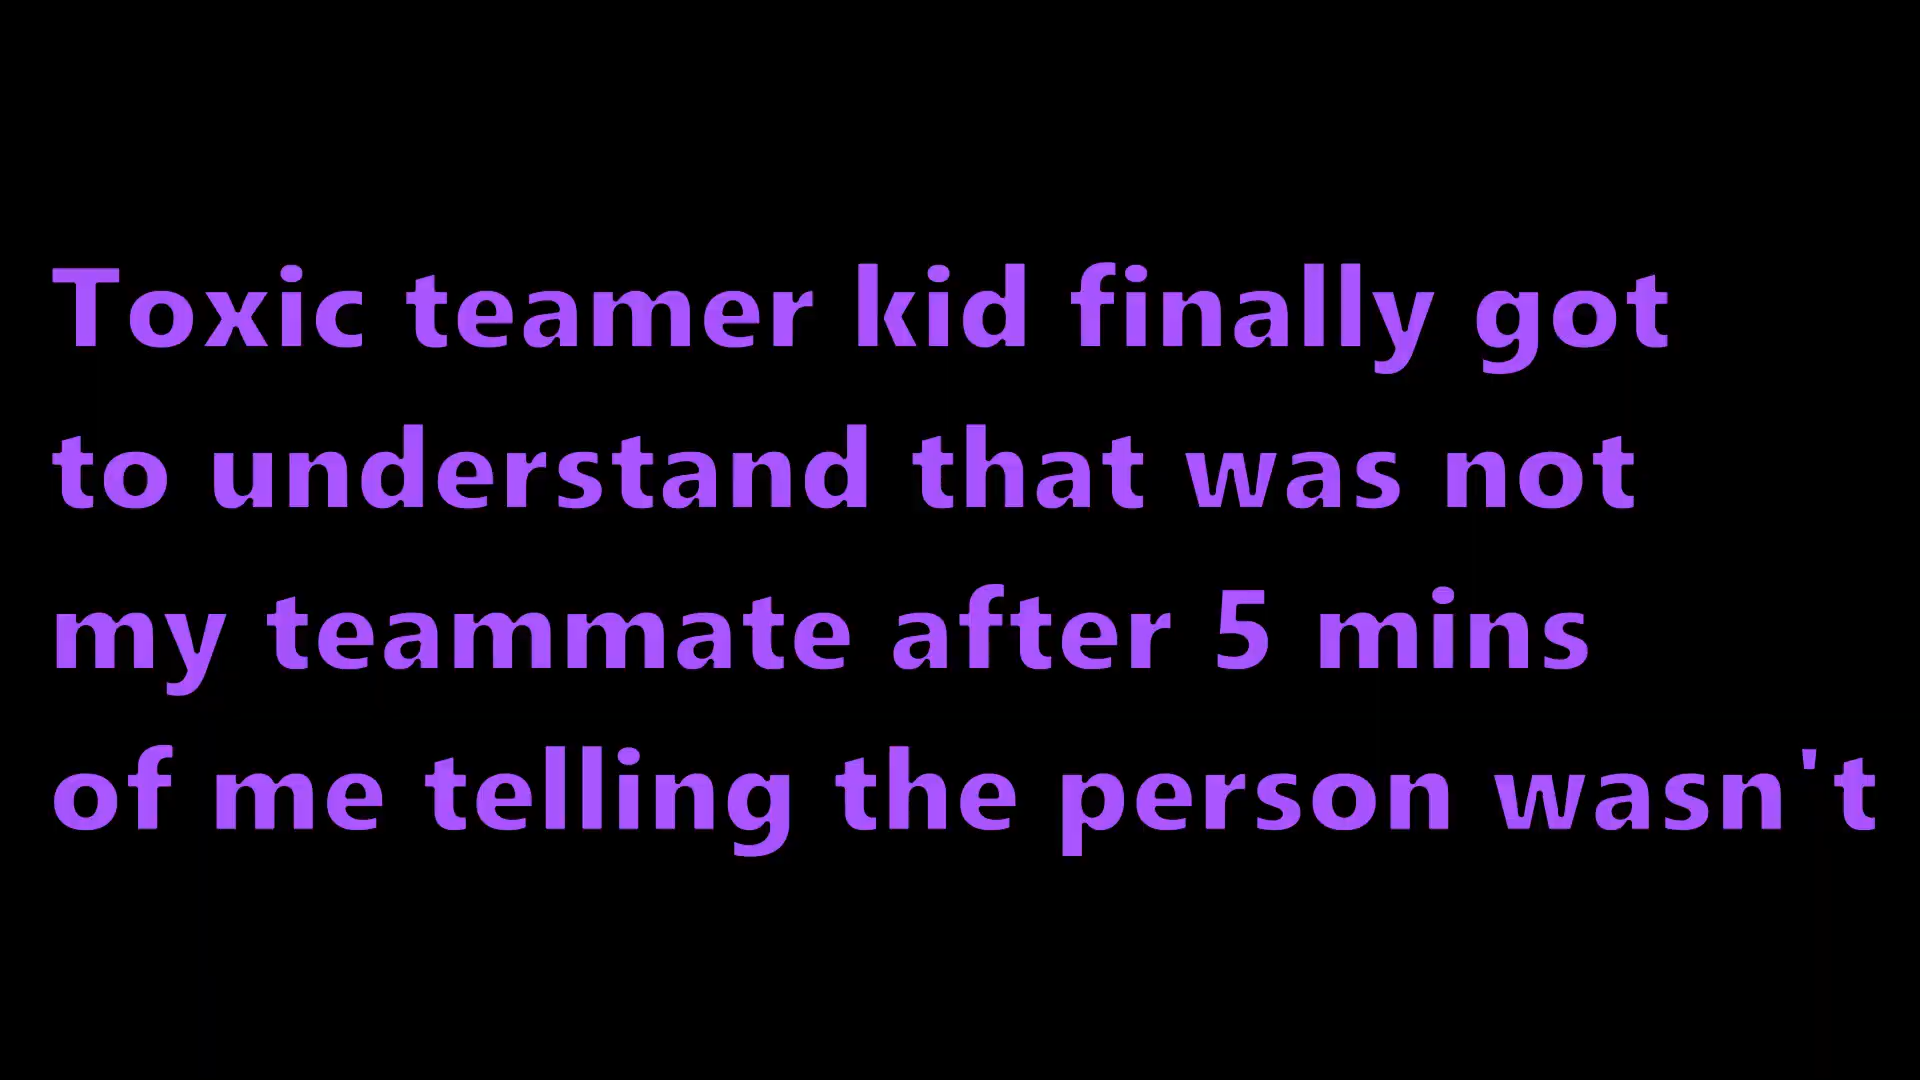 Toxic teamer kid finally got
to understand that was not
my teammate after 5 mins
of me telling the person wasn't